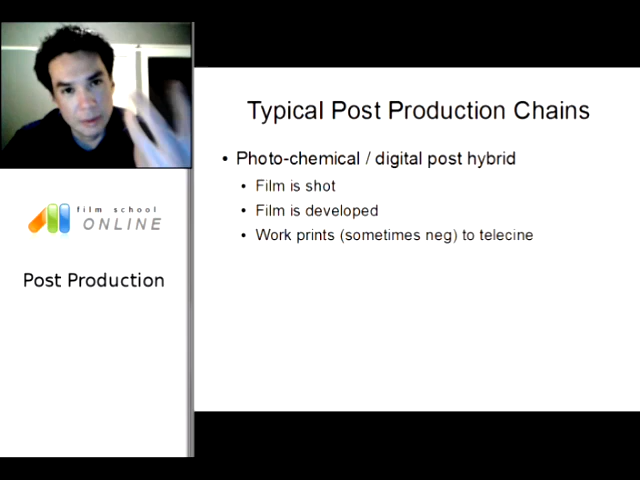 Typical Post Production Chains
• Photo-chemical / digital post hybrid
• Film is shot
• Film is developed
• Work prints (sometimes neg) to telecine
film school
ONLINE
Post Production